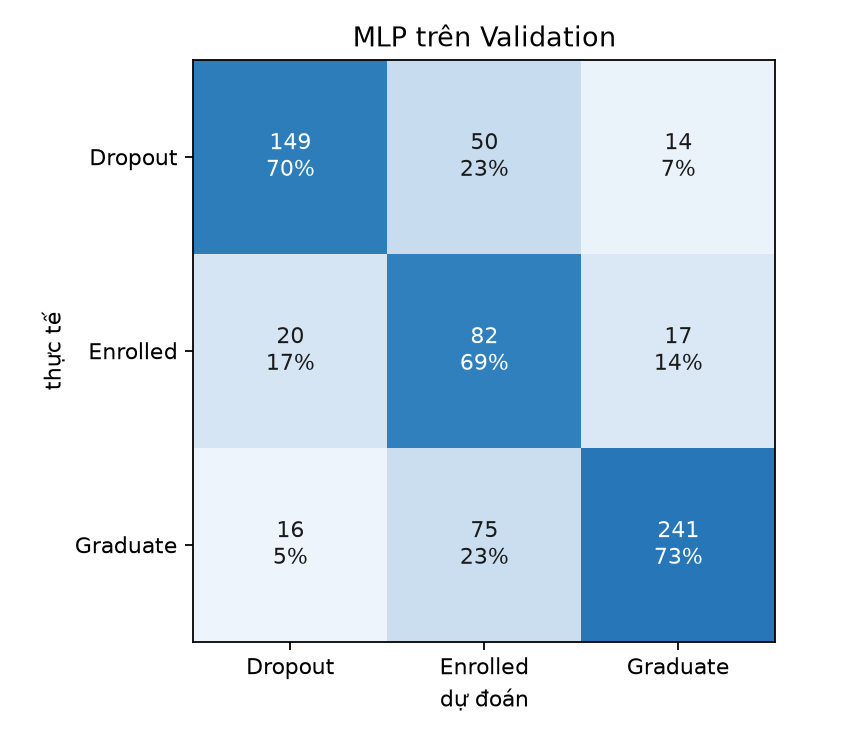 MLP trên Validation
Dropout
149
70%
50
23%
14
7%
thực tế
Enrolled
20
17%
82
69%
17
14%
Graduate
16
5%
75
23%
241
73%
Dropout
Enrolled
Graduate
dự đoán